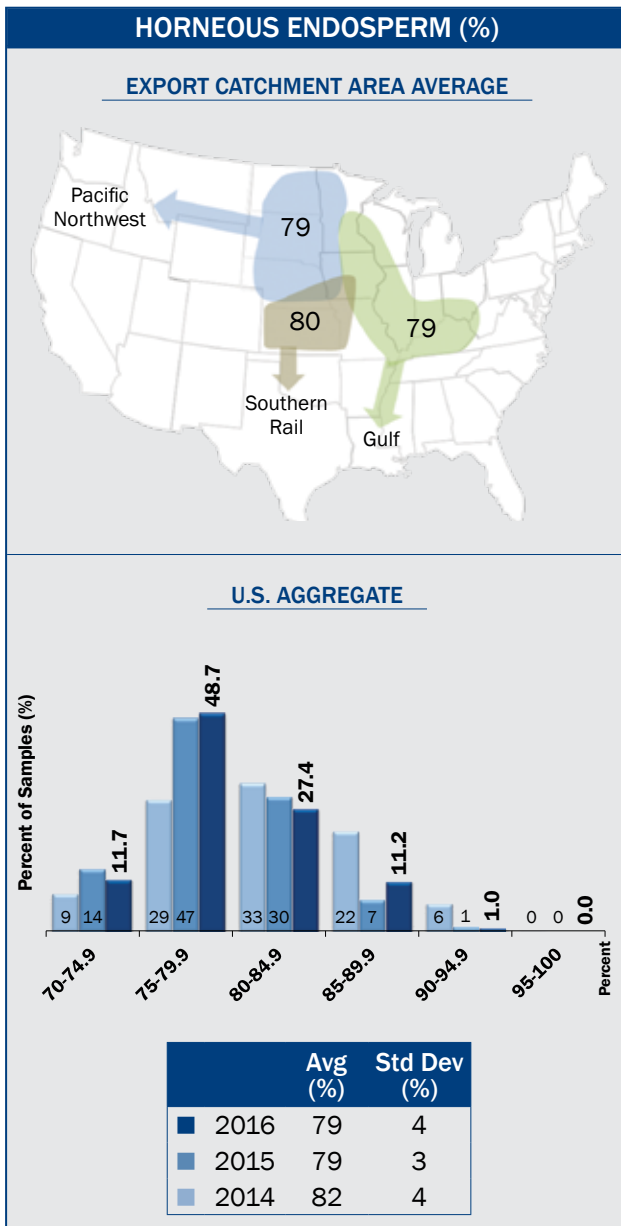 HORNEOUS ENDOSPERM (%)
EXPORT CATCHMENT AREA AVERAGE
Pacific
Northwest
79
80
79
Southern
Rail
Gulf
U.S. AGGREGATE
Percent of Samples (%)
9 14 11.7
29 47 48.7
33 30 27.4
22 7 11.2
6 1 1.0
0 0 0.0
70-74.9
75-79.9
80-84.9
85-89.9
90-94.9
95-100
Percent
Avg Std Dev
(%) (%)
2016 79 4
2015 79 3
2014 82 4